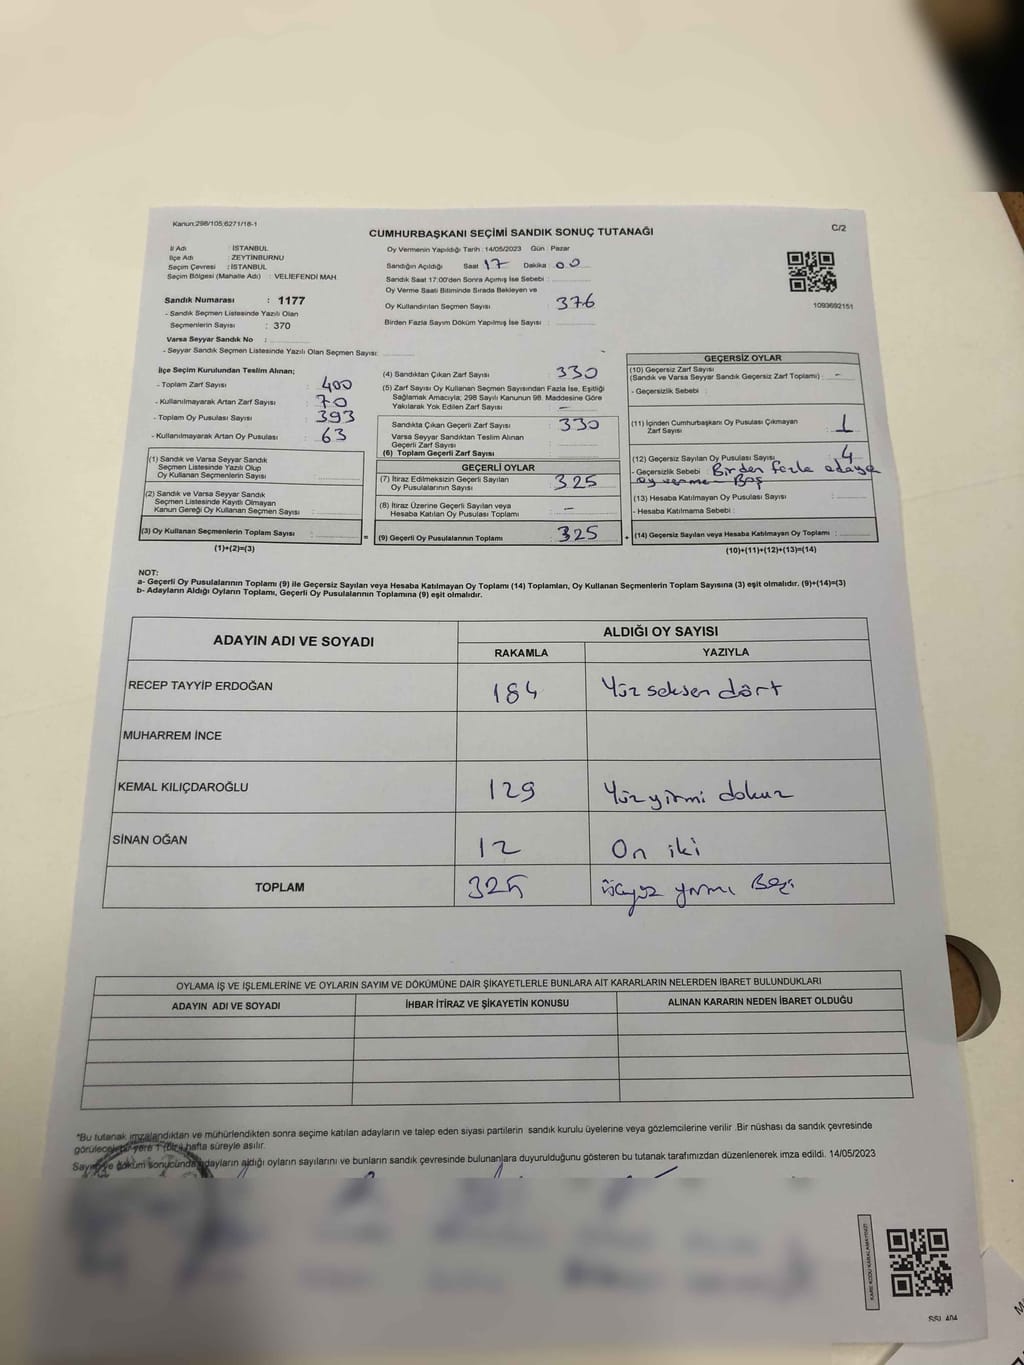 Kanun:298/105;6271/18-1
C/2
CUMHURBAŞKANI SEÇİMİ SANDIK SONUÇ TUTANAĞI
İl Adı : İSTANBUL
İlçe Adı : ZEYTİNBURNU
Seçim Çevresi : İSTANBUL
Seçim Bölgesi (Mahalle Adı) : VELİEFENDİ MAH.
Sandık Numarası : 1177
- Sandık Seçmen Listesinde Yazılı Olan
Seçmenlerin Sayısı : 370
Varsa Seyyar Sandık No :
- Seyyar Sandık Seçmen Listesinde Yazılı Olan Seçmen Sayısı:
Oy Vermenin Yapıldığı Tarih :14/05/2023 Gün : Pazar
Sandığın Açıldığı Saat 17 Dakika : 00
Sandık Saat 17:00'den Sonra Açımış İse Sebebi :
Oy Verme Saati Bitiminde Sırada Bekleyen ve
Oy Kullandırılan Seçmen Sayısı : 376
Birden Fazla Sayım Döküm Yapılmış İse Sayısı :
1093692151
İlçe Seçim Kurulundan Teslim Alınan;
- Toplam Zarf Sayısı : 400
- Kullanılmayarak Artan Zarf Sayısı : 70
- Toplam Oy Pusulası Sayısı : 393
- Kullanılmayarak Artan Oy Pusulası : 63
(1) Sandık ve Varsa Seyyar Sandık
Seçmen Listesinde Yazılı Olup
Oy Kullanan Seçmenlerin Sayısı :
(2) Sandık ve Varsa Seyyar Sandık
Seçmen Listesinde Kayıtlı Olmayan
Kanun Gereği Oy Kullanan Seçmen Sayısı :
(3) Oy Kullanan Seçmenlerin Toplam Sayısı :
(1)+(2)=(3)
(4) Sandıktan Çıkan Zarf Sayısı : 330
(5) Zarf Sayısı Oy Kullanan Seçmen Sayısından Fazla İse, Eşitliği
Sağlamak Amacıyla; 298 Sayılı Kanunun 98. Maddesine Göre
Yakılarak Yok Edilen Zarf Sayısı : –
Sandıkta Çıkan Geçerli Zarf Sayısı : 330
Varsa Seyyar Sandıktan Teslim Alınan
Geçerli Zarf Sayısı :
(6) Toplam Geçerli Zarf Sayısı :
GEÇERLİ OYLAR
(7) İtiraz Edilmeksizin Geçerli Sayılan
Oy Pusulalarının Sayısı : 325
(8) İtiraz Üzerine Geçerli Sayılan veya
Hesaba Katılan Oy Pusulası Toplamı : –
= (9) Geçerli Oy Pusulalarının Toplamı : 325 +
GEÇERSİZ OYLAR
(10) Geçersiz Zarf Sayısı
(Sandık ve Varsa Seyyar Sandık Geçersiz Zarf Toplamı) : -
- Geçersizlik Sebebi :
(11) İçinden Cumhurbaşkanı Oy Pusulası Çıkmayan
Zarf Sayısı : 1
(12) Geçersiz Sayılan Oy Pusulası Sayısı : 4
- Geçersizlik Sebebi : Birden fazla adaya
oy verme – Boş
(13) Hesaba Katılmayan Oy Pusulası Sayısı :
- Hesaba Katılmama Sebebi :
(14) Geçersiz Sayılan veya Hesaba Katılmayan Oy Toplamı :
(10)+(11)+(12)+(13)=(14)
NOT:
a- Geçerli Oy Pusulalarının Toplamı (9) ile Geçersiz Sayılan veya Hesaba Katılmayan Oy Toplamı (14) Toplamları, Oy Kullanan Seçmenlerin Toplam Sayısına (3) eşit olmalıdır. (9)+(14)=(3)
b- Adayların Aldığı Oyların Toplamı, Geçerli Oy Pusulalarının Toplamına (9) eşit olmalıdır.
ADAYIN ADI VE SOYADI
ALDIĞI OY SAYISI
RAKAMLA YAZIYLA
RECEP TAYYİP ERDOĞAN 184 Yüz seksen dört
MUHARREM İNCE
KEMAL KILIÇDAROĞLU 129 Yüz yirmi dokuz
SİNAN OĞAN 12 On iki
TOPLAM 325 üçyüz yirmi Beş
OYLAMA İŞ VE İŞLEMLERİNE VE OYLARIN SAYIM VE DÖKÜMÜNE DAİR ŞİKAYETLERLE BUNLARA AİT KARARLARIN NELERDEN İBARET BULUNDUKLARI
ADAYIN ADI VE SOYADI İHBAR İTİRAZ VE ŞİKAYETİN KONUSU ALINAN KARARIN NEDEN İBARET OLDUĞU
*Bu tutanak imzalandıktan ve mühürlendikten sonra seçime katılan adayların ve talep eden siyasi partilerin sandık kurulu üyelerine veya gözlemcilerine verilir .Bir nüshası da sandık çevresinde
görülecek bir yere 1 (bir) hafta süreyle asılır.
Sayım ve döküm sonucunda adayların aldığı oyların sayılarını ve bunların sandık çevresinde bulunanlara duyurulduğunu gösteren bu tutanak tarafımızdan düzenlenerek imza edildi. 14/05/2023
KARE KODU KARALAMAYINIZ!